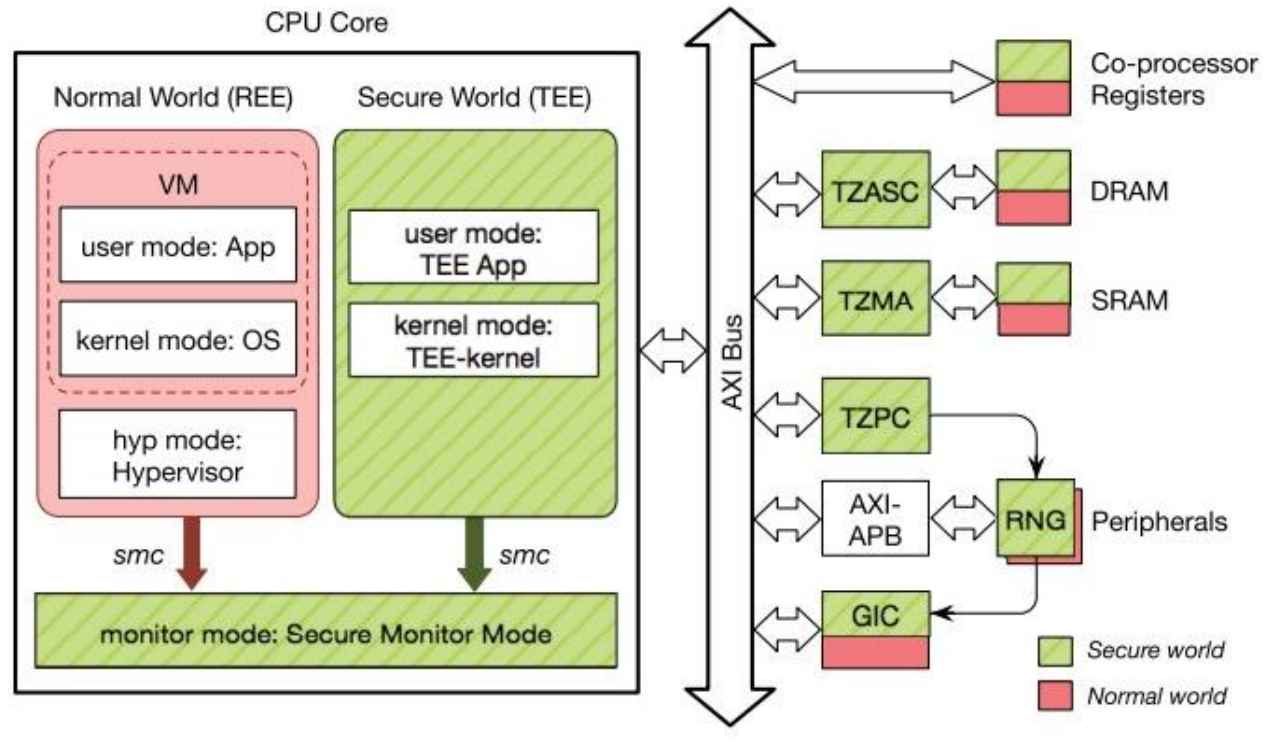 CPU Core
Normal World (REE)
Secure World (TEE)
VM
user mode: App
kernel mode: OS
hyp mode:
Hypervisor
user mode:
TEE App
kernel mode:
TEE-kernel
smc
smc
monitor mode: Secure Monitor Mode
AXI Bus
Co-processor
Registers
TZASC
DRAM
TZMA
SRAM
TZPC
AXI-
APB
RNG
Peripherals
GIC
Secure world
Normal world